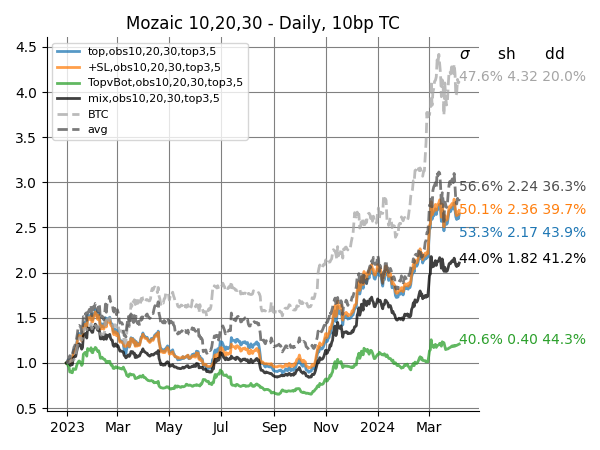 Mozaic 10,20,30 - Daily, 10bp TC
top,obs10,20,30,top3,5
+SL,obs10,20,30,top3,5
TopvBot,obs10,20,30,top3,5
mix,obs10,20,30,top3,5
BTC
avg
σ sh dd
47.6% 4.32 20.0%
56.6% 2.24 36.3%
50.1% 2.36 39.7%
53.3% 2.17 43.9%
44.0% 1.82 41.2%
40.6% 0.40 44.3%
4.5
4.0
3.5
3.0
2.5
2.0
1.5
1.0
0.5
2023 Mar May Jul Sep Nov 2024 Mar